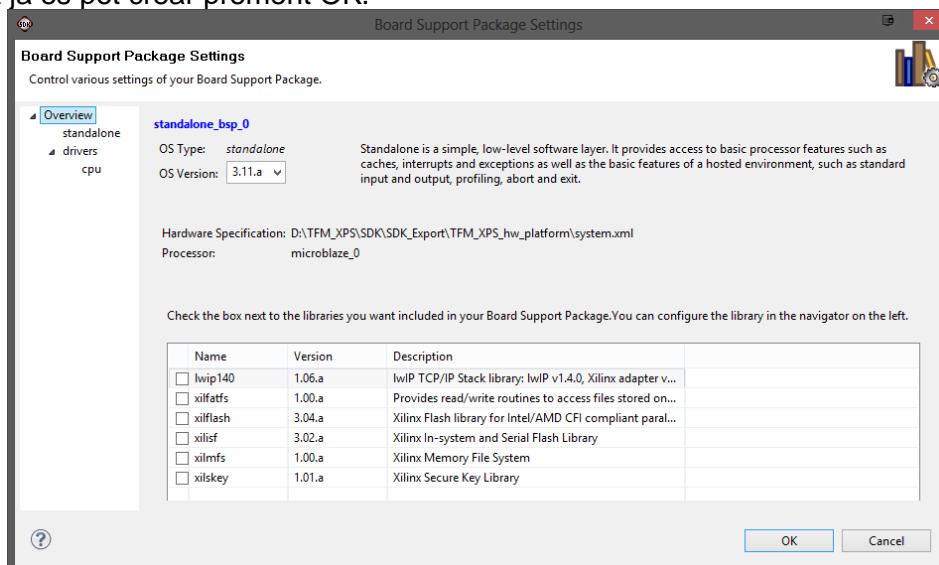 ja es pot crear prement OK.
SDK
Board Support Package Settings
Board Support Package Settings
Control various settings of your Board Support Package.
Overview
standalone
drivers
cpu
standalone_bsp_0
OS Type: standalone
OS Version: 3.11.a
Standalone is a simple, low-level software layer. It provides access to basic processor features such as
caches, interrupts and exceptions as well as the basic features of a hosted environment, such as standard
input and output, profiling, abort and exit.
Hardware Specification: D:\TFM_XPS\SDK\SDK_Export\TFM_XPS_hw_platform\system.xml
Processor: microblaze_0
Check the box next to the libraries you want included in your Board Support Package.You can configure the library in the navigator on the left.
Name Version Description
lwip140 1.06.a lwIP TCP/IP Stack library: lwIP v1.4.0, Xilinx adapter v...
xilfatfs 1.00.a Provides read/write routines to access files stored on...
xilflash 3.04.a Xilinx Flash library for Intel/AMD CFI compliant paral...
xilisf 3.02.a Xilinx In-system and Serial Flash Library
xilmfs 1.00.a Xilinx Memory File System
xilskey 1.01.a Xilinx Secure Key Library
?
OK Cancel